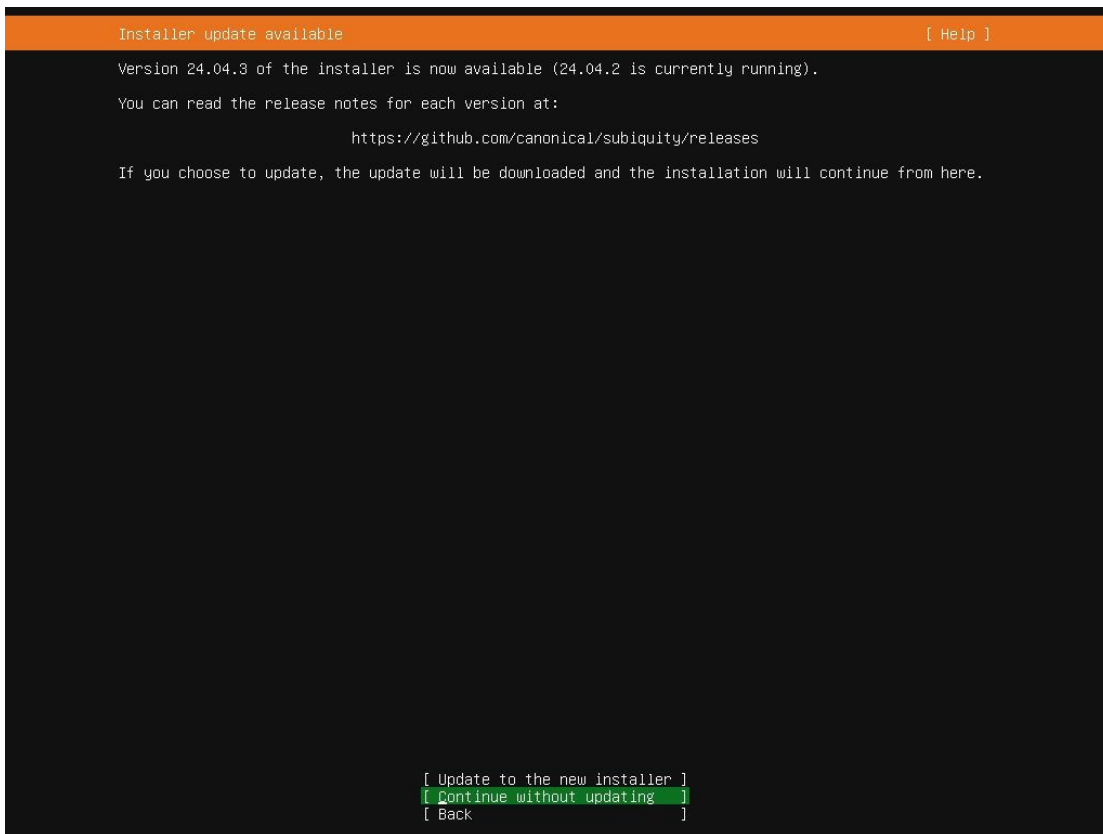 Installer update available [ Help ]
Version 24.04.3 of the installer is now available (24.04.2 is currently running).
You can read the release notes for each version at:
https://github.com/canonical/subiquity/releases
If you choose to update, the update will be downloaded and the installation will continue from here.
[ Update to the new installer ]
[ Continue without updating ]
[ Back ]